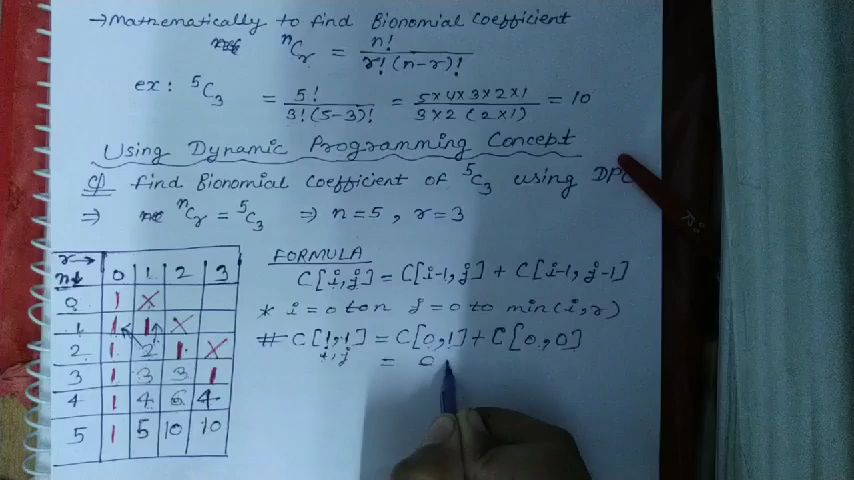 →Mathematically to find Bionomial Coefficient
nCr = n! / r!(n-r)!
ex: 5C3 = 5! / 3!(5-3)! = 5×4×3×2×1 / 3×2(2×1) = 10
Using Dynamic Programming Concept
Q find Bionomial Coefficient of 5C3 using DPC
⇒ nCr = 5C3 ⇒ n=5, r=3
FORMULA
C[i,j] = C[i-1,j] + C[i-1,j-1]
* i=0 to n j=0 to min(i,r)
# C[1,1] = C[0,1] + C[0,0]
i,j = 0
r→
n↓ 0 1 2 3
0 1 X
1 1 1 X
2 1 2 1 X
3 1 3 3 1
4 1 4 6 4
5 1 5 10 10